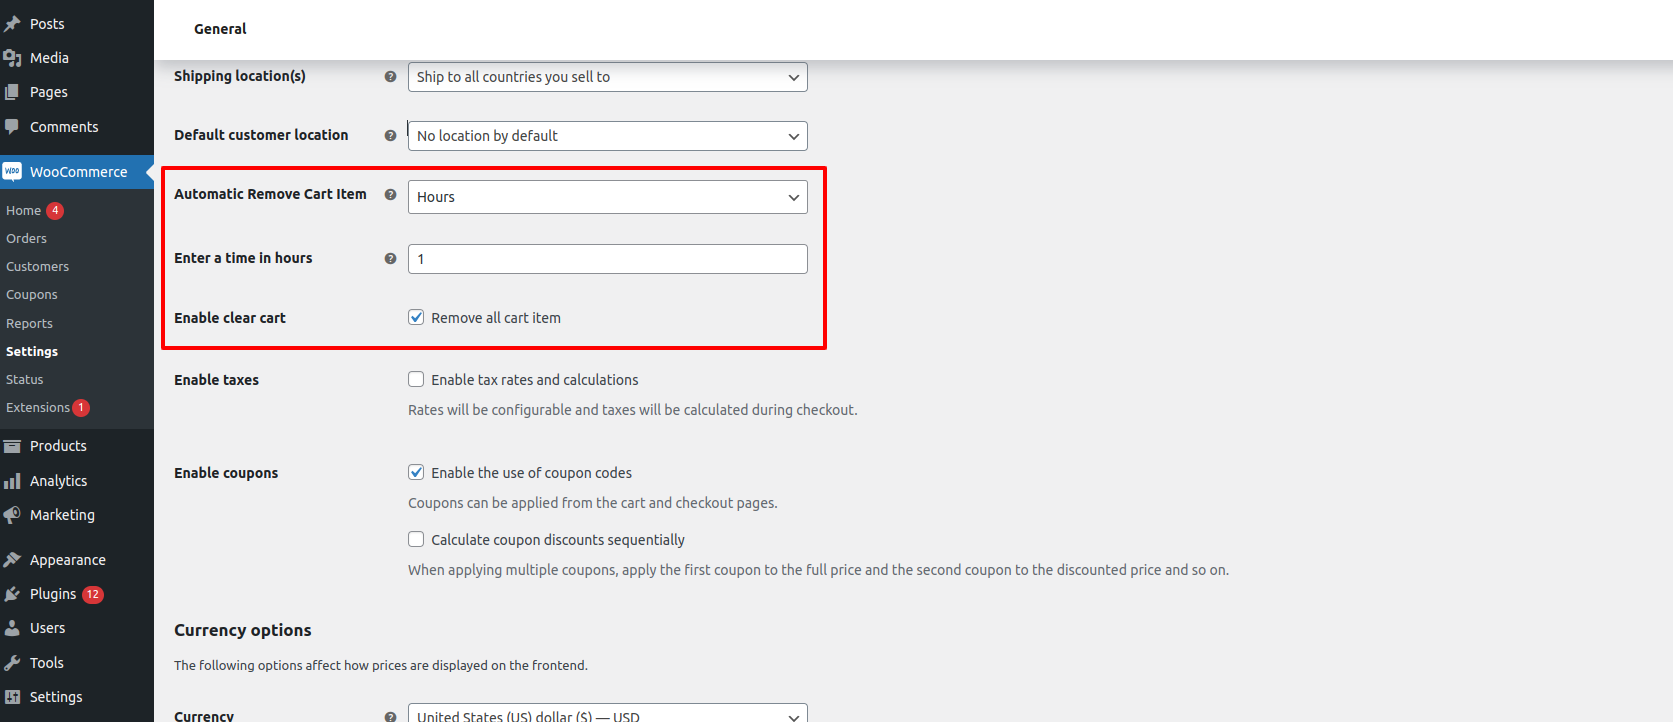 General
Posts
Media
Pages
Comments
WooCommerce
Home 4
Orders
Customers
Coupons
Reports
Settings
Status
Extensions 1
Products
Analytics
Marketing
Appearance
Plugins 12
Users
Tools
Settings
Shipping location(s) ? Ship to all countries you sell to
Default customer location ? No location by default
Automatic Remove Cart Item ? Hours
Enter a time in hours ? 1
Enable clear cart Remove all cart item
Enable taxes Enable tax rates and calculations
Rates will be configurable and taxes will be calculated during checkout.
Enable coupons Enable the use of coupon codes
Coupons can be applied from the cart and checkout pages.
Calculate coupon discounts sequentially
When applying multiple coupons, apply the first coupon to the full price and the second coupon to the discounted price and so on.
Currency options
The following options affect how prices are displayed on the frontend.
Currency ? United States (US) dollar ($) — USD